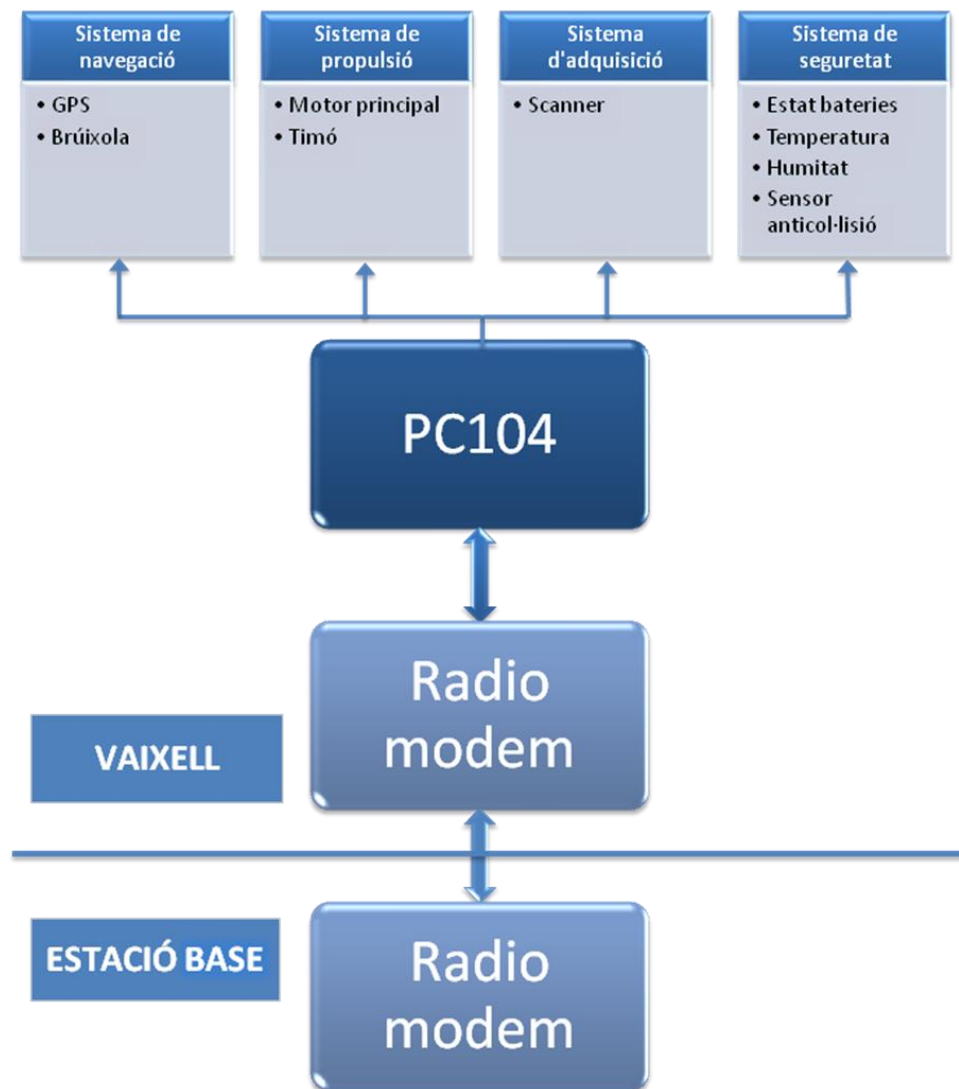 Sistema de
navegació
• GPS
• Brúixola
Sistema de
propulsió
• Motor principal
• Timó
Sistema
d'adquisició
• Scanner
Sistema de
seguretat
• Estat bateries
• Temperatura
• Humitat
• Sensor
anticol·lisió
PC104
Radio
modem
VAIXELL
ESTACIÓ BASE
Radio
modem